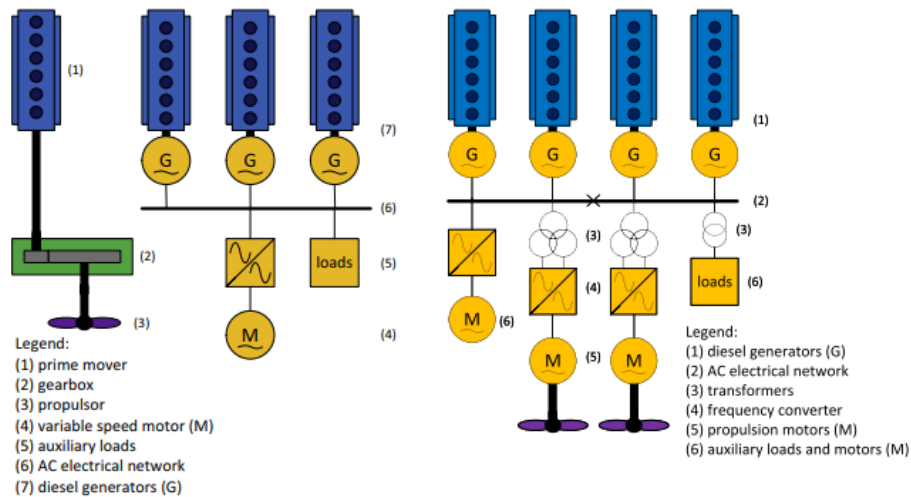 (1)
(7)
G G G
(6)
(2)
loads
(5)
(3)
M
(4)
Legend:
(1) prime mover
(2) gearbox
(3) propulsor
(4) variable speed motor (M)
(5) auxiliary loads
(6) AC electrical network
(7) diesel generators (G)
(1)
G G G G
(2)
(3)
(3)
(4)
loads
(6)
M
(6)
M M
(5)
Legend:
(1) diesel generators (G)
(2) AC electrical network
(3) transformers
(4) frequency converter
(5) propulsion motors (M)
(6) auxiliary loads and motors (M)